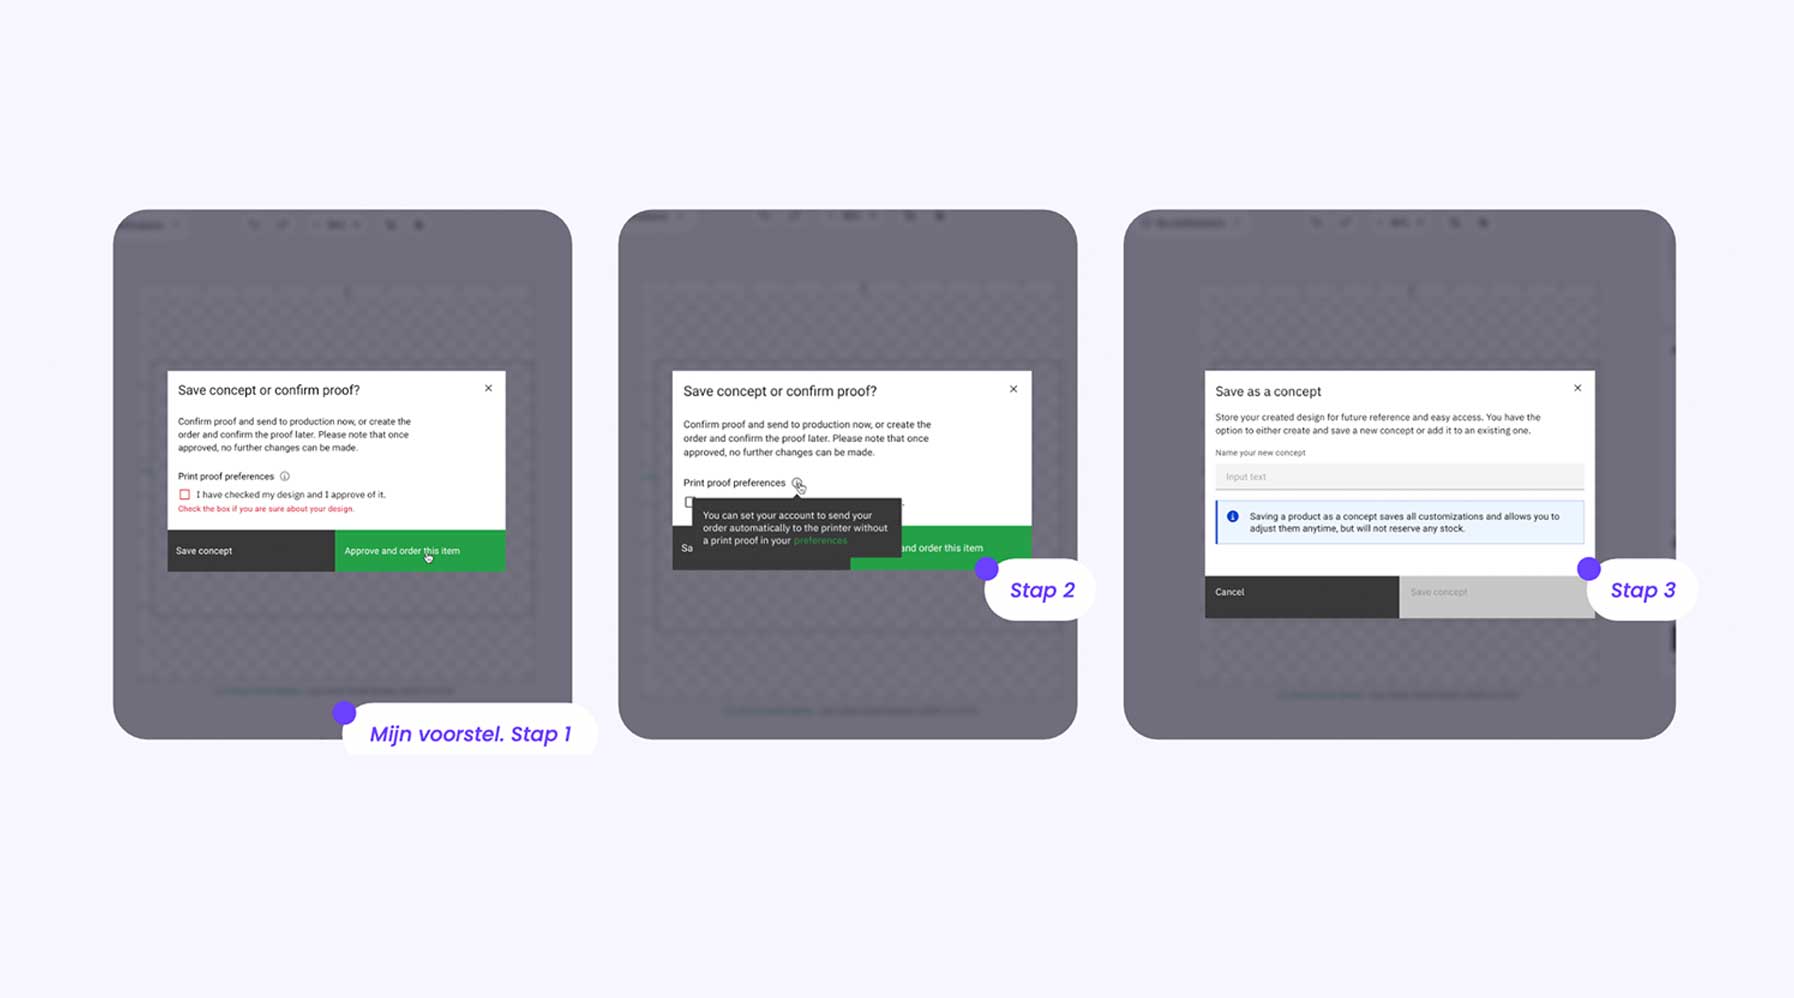 Save concept or confirm proof?
Confirm proof and send to production now, or create the
order and confirm the proof later. Please note that once
approved, no further changes can be made.
Print proof preferences
I have checked my design and I approve of it.
Check the box if you are sure about your design.
Save concept
Approve and order this item
Mijn voorstel. Stap 1
Save concept or confirm proof?
Confirm proof and send to production now, or create the
order and confirm the proof later. Please note that once
approved, no further changes can be made.
Print proof preferences
You can set your account to send your
order automatically to the printer without
a print proof in your preferences
Sa
and order this item
Stap 2
Save as a concept
Store your created design for future reference and easy access. You have the
option to either create and save a new concept or add it to an existing one.
Name your new concept
Input text
Saving a product as a concept saves all customizations and allows you to
adjust them anytime, but will not reserve any stock.
Cancel
Save concept
Stap 3